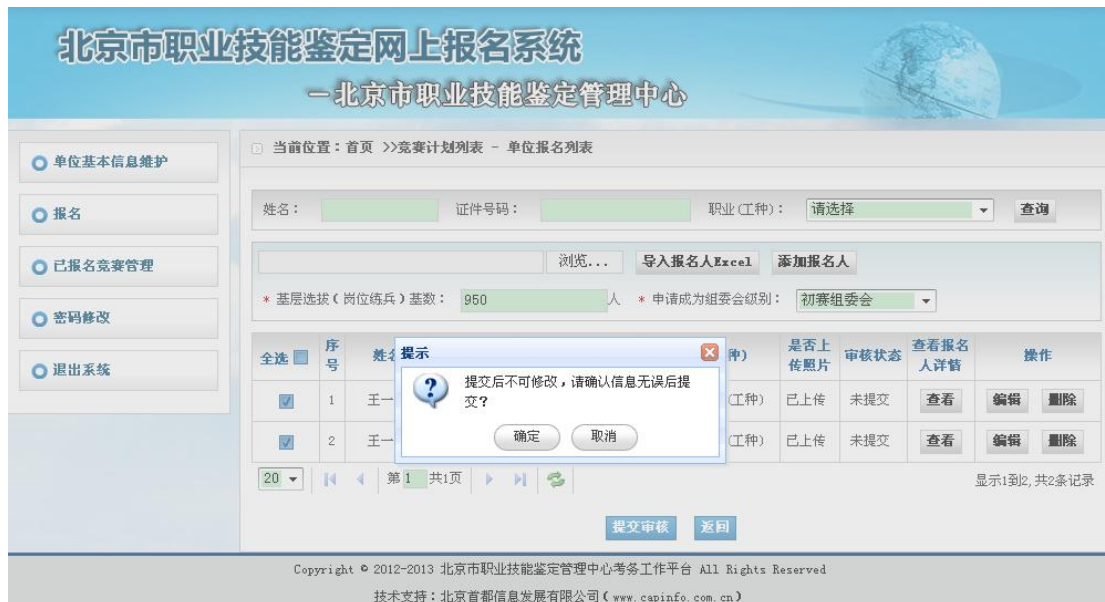 北京市职业技能鉴定网上报名系统
—北京市职业技能鉴定管理中心
单位基本信息维护
报名
已报名竞赛管理
密码修改
退出系统
当前位置：首页 >>竞赛计划列表 - 单位报名列表
姓名： 证件号码： 职业(工种)： 请选择 查询
浏览... 导入报名人Excel 添加报名人
* 基层选拔(岗位练兵)基数： 950 人 * 申请成为组委会级别： 初赛组委会
全选 序号 姓名 种) 是否上传照片 审核状态 查看报名人详情 操作
1 王一 (工种) 已上传 未提交 查看 编辑 删除
2 王一 (工种) 已上传 未提交 查看 编辑 删除
提示
提交后不可修改，请确认信息无误后提
交?
确定 取消
20 第 1 共1页 显示1到2,共2条记录
提交审核 返回
Copyright © 2012-2013 北京市职业技能鉴定管理中心考务工作平台 All Rights Reserved
技术支持：北京首都信息发展有限公司(www.capinfo.com.cn)